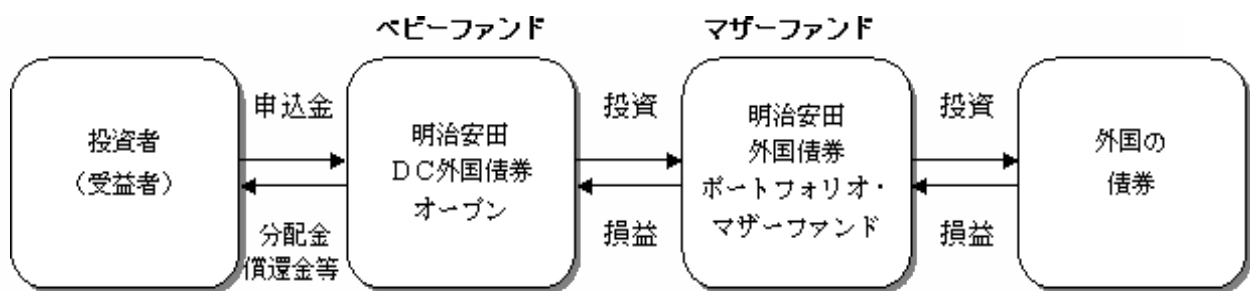 ベビーファンド
マザーファンド
投資者
（受益者）
申込金
分配金
償還金等
明治安田
ＤＣ外国債券
オープン
投資
損益
明治安田
外国債券
ポートフォリオ・
マザーファンド
投資
損益
外国の
債券